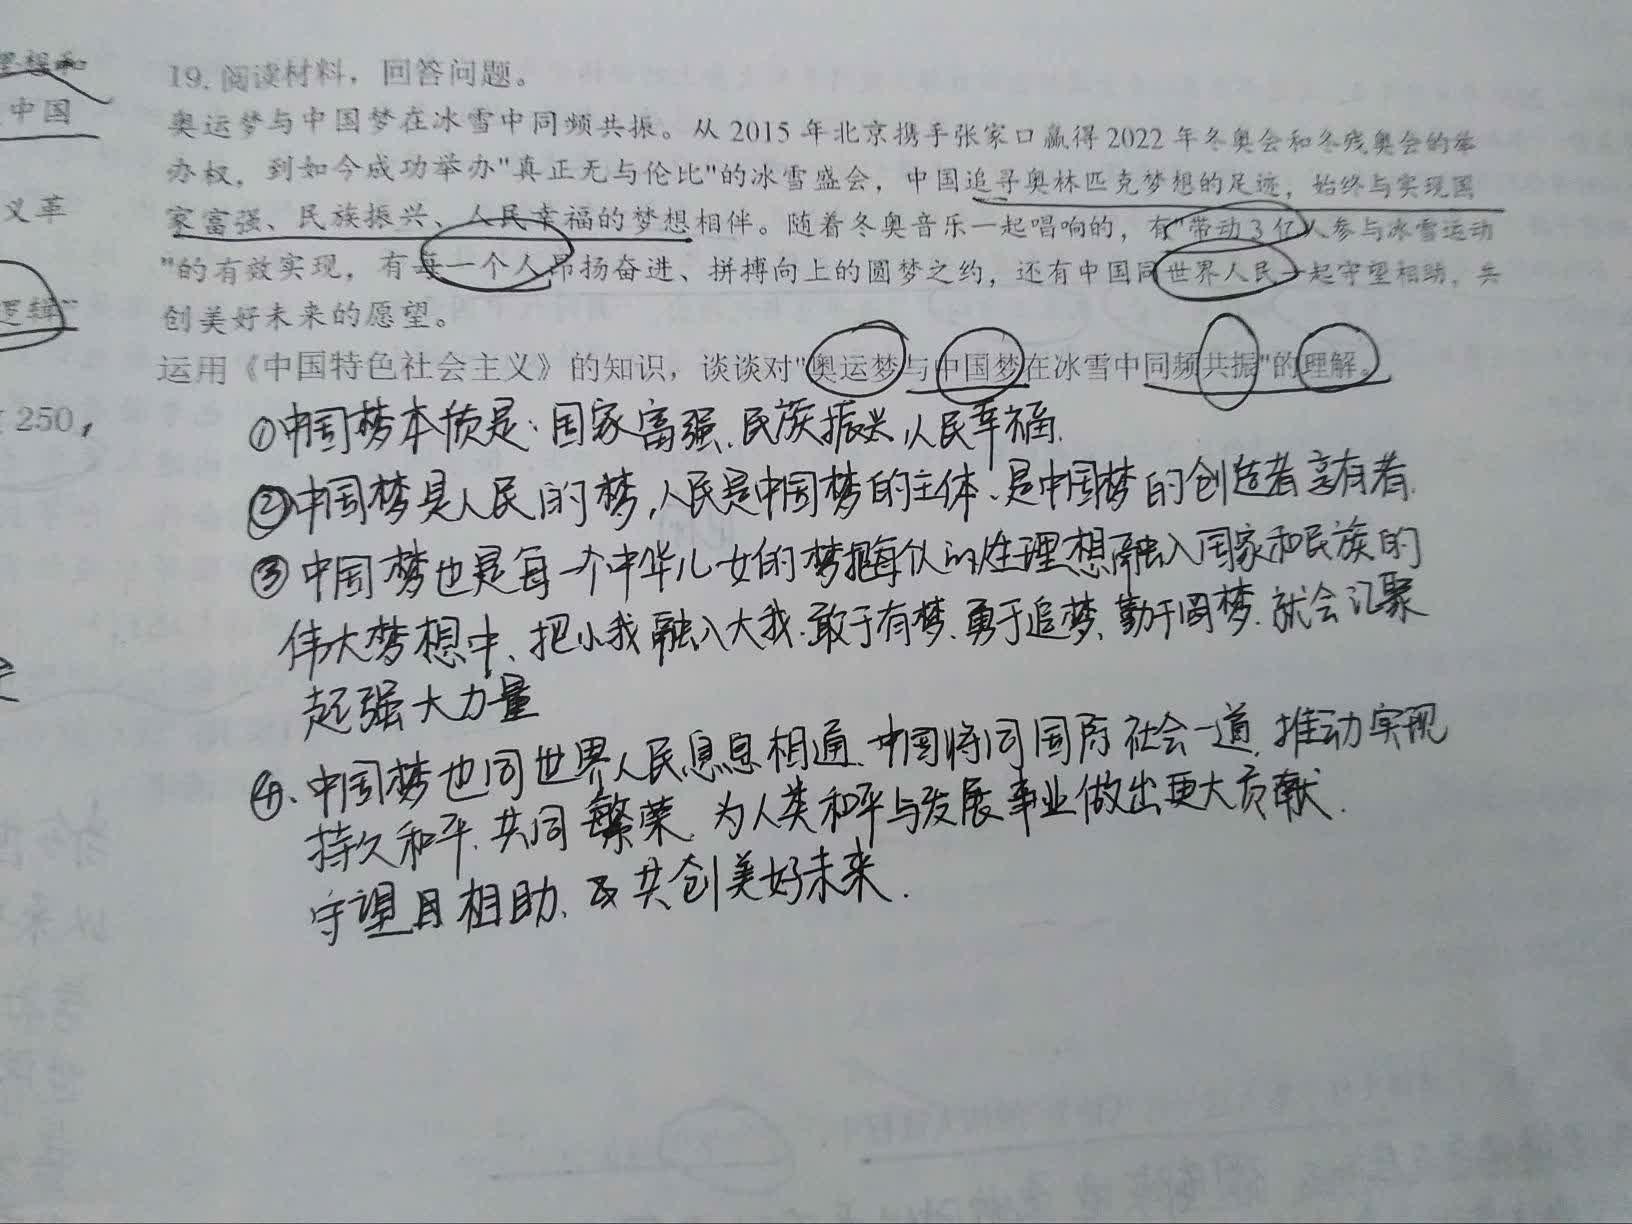 中国
义革
逻辑"
250,
19. 阅读材料，回答问题。
奥运梦与中国梦在冰雪中同频共振。从 2015 年北京携手张家口赢得 2022 年冬奥会和冬残奥会的举
办权，到如今成功举办"真正无与伦比"的冰雪盛会，中国追寻奥林匹克梦想的足迹，始终与实现国
家富强、民族振兴、人民幸福的梦想相伴。随着冬奥音乐一起唱响的，有"带动3亿人参与冰雪运动
"的有效实现，有每一个人昂扬奋进、拼搏向上的圆梦之约，还有中国同世界人民一起守望相助，共
创美好未来的愿望。
运用《中国特色社会主义》的知识，谈谈对"奥运梦与中国梦在冰雪中同频共振"的理解。
①中国梦本质是：国家富强、民族振兴，人民幸福.
②中国梦是人民的梦，人民是中国梦的主体、是中国梦的创造者享有者.
③中国梦也是每一个中华儿女的梦把每个人的理想融入国家和民族的
伟大梦想中、把小我融入大我.敢于有梦、勇于追梦、勤于圆梦.就会汇聚
起强大力量
④、中国梦也同世界人民息息相通、中国将同国际社会一道，推动实现
持久和平、共同繁荣，为人类和平与发展事业做出更大贡献.
守望相助、共创美好未来.